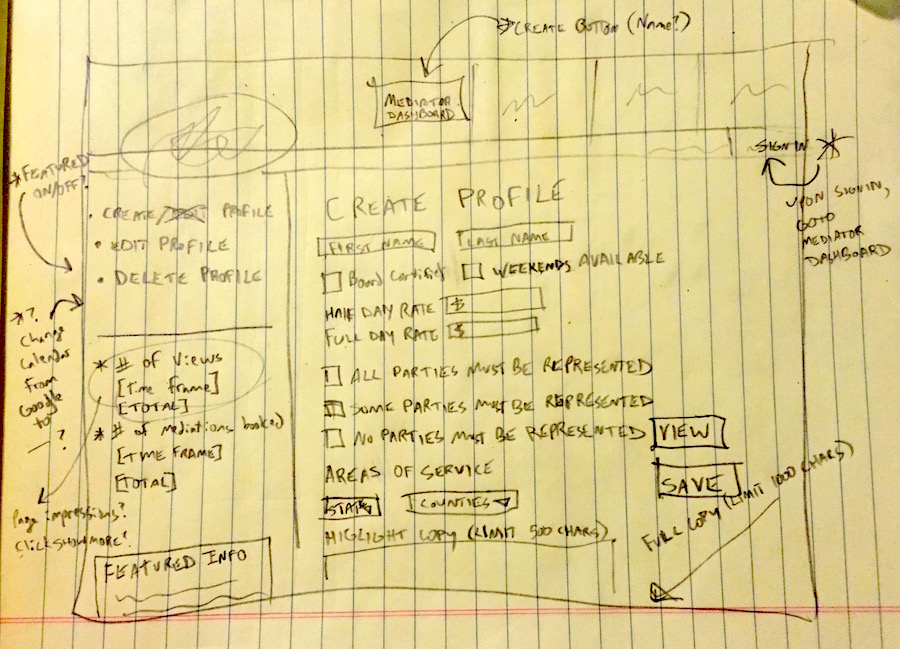 * CREATE BUTTON (Name?)
MEDIATOR
DASHBOARD
SIGN IN *
UPON SIGNIN,
GOTO
MEDIATOR
DASHBOARD
* FEATURED
ON/OFF?
• CREATE PROFILE
• EDIT PROFILE
• DELETE PROFILE
*?
Change
Calendar
From
Google
to
— ?
* # of Views
[Time frame]
[TOTAL]
* # of mediations booked
[TIME FRAME]
[TOTAL]
Page impressions?
Click show more?
FEATURED INFO
CREATE PROFILE
FIRST NAME LAST NAME
Board Certified WEEKENDS AVAILABLE
HALF DAY RATE $
FULL DAY RATE $
ALL PARTIES MUST BE REPRESENTED
SOME PARTIES MUST BE REPRESENTED
NO PARTIES MUST BE REPRESENTED
VIEW
SAVE
AREAS OF SERVICE
STATE COUNTIES
HIGLIGHT COPY (LIMIT 500 CHARS)
FULL COPY (LIMIT 1000 CHARS)